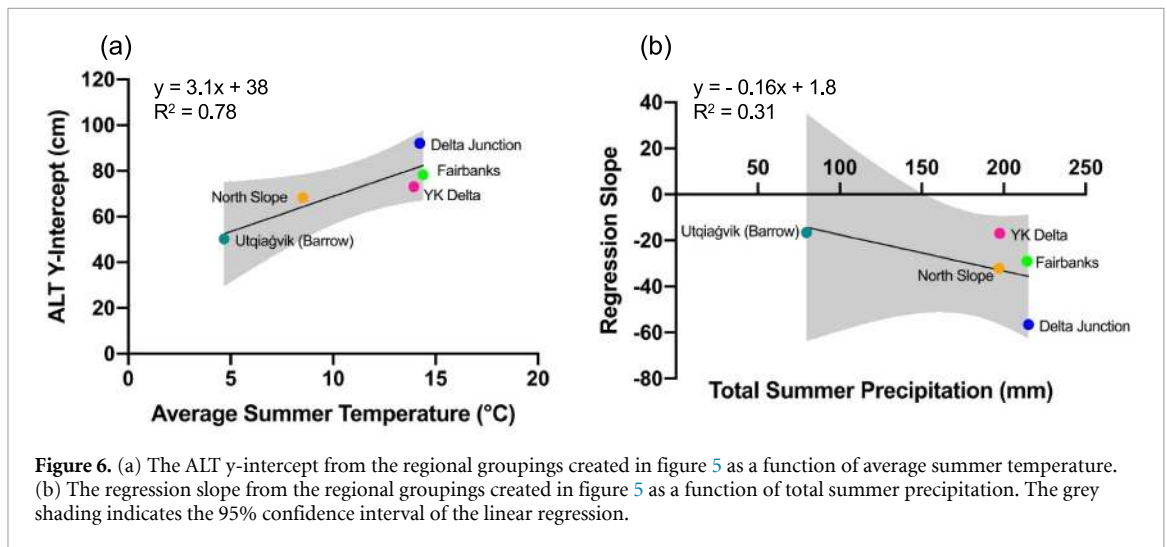 (a)
y = 3.1x + 38
R² = 0.78
120
100
80
60
40
20
0
ALT Y-Intercept (cm)
Delta Junction
Fairbanks
YK Delta
North Slope
Utqiaġvik (Barrow)
0 5 10 15 20
Average Summer Temperature (°C)
(b)
y = - 0.16x + 1.8
R² = 0.31
40
20
0
-20
-40
-60
-80
Regression Slope
50 100 150 200 250
Utqiaġvik (Barrow)
YK Delta
Fairbanks
North Slope
Delta Junction
Total Summer Precipitation (mm)
Figure 6. (a) The ALT y-intercept from the regional groupings created in figure 5 as a function of average summer temperature.
(b) The regression slope from the regional groupings created in figure 5 as a function of total summer precipitation. The grey
shading indicates the 95% confidence interval of the linear regression.